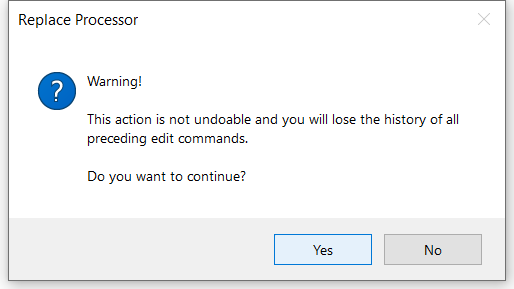 Replace Processor
?
Warning!
This action is not undoable and you will lose the history of all
preceding edit commands.
Do you want to continue?
Yes
No